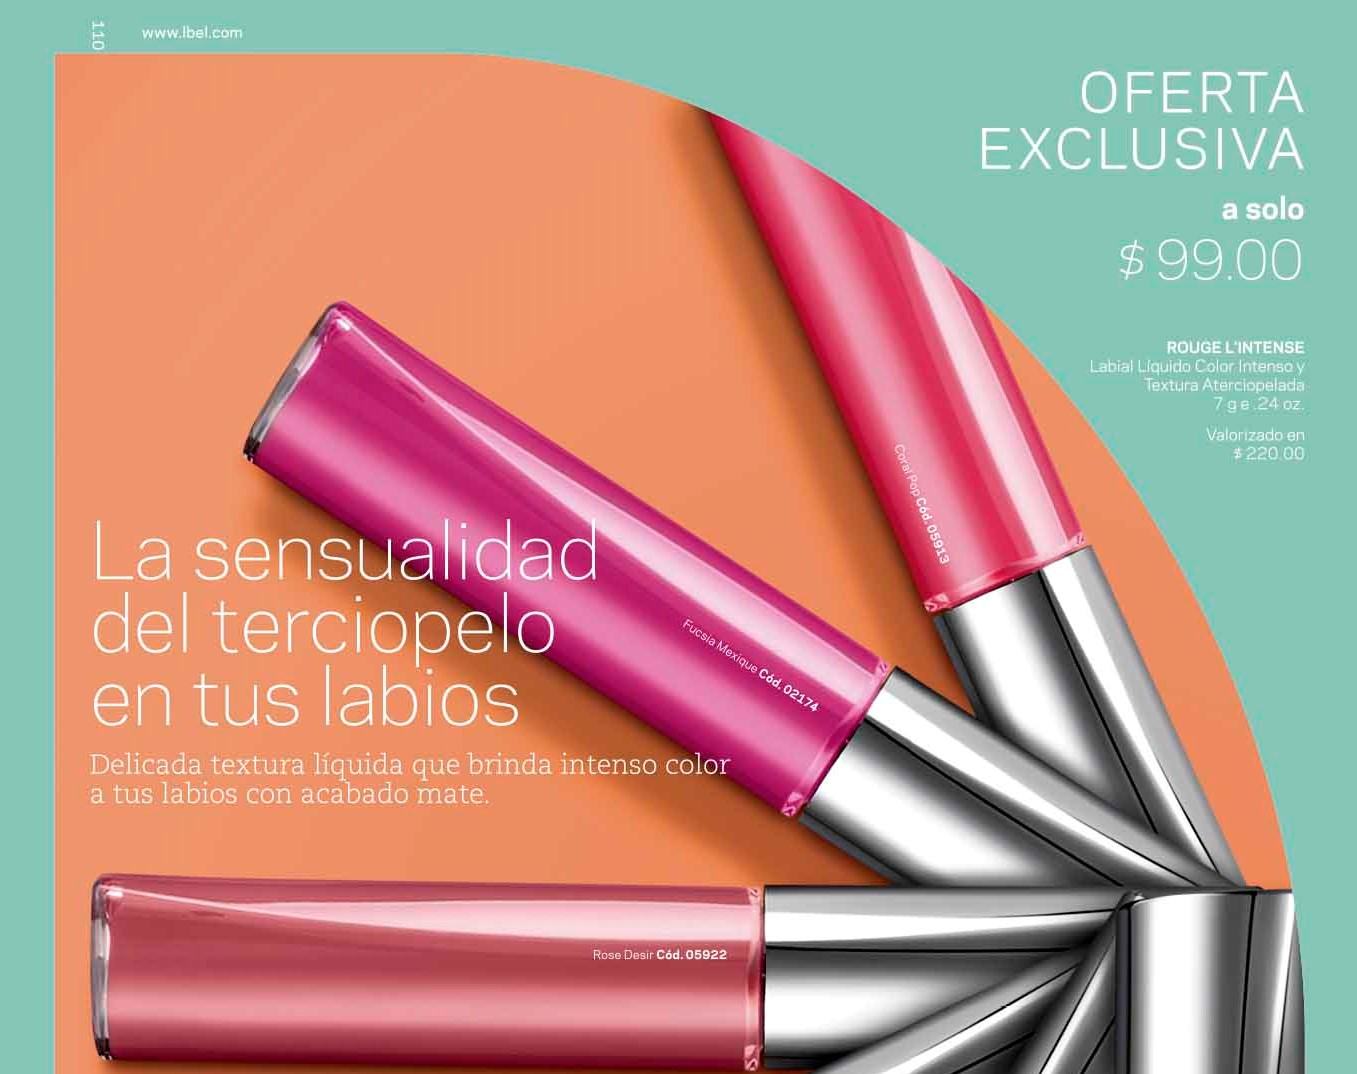 110
www.lbel.com
OFERTA
EXCLUSIVA
a solo
$ 99.00
ROUGE L'INTENSE
Labial Líquido Color Intenso y
Textura Aterciopelada
7 g e .24 oz.
Valorizado en
$ 220.00
Coral Pop Cód. 05913
La sensualidad
del terciopelo
en tus labios
Fucsia Mexique Cód. 02174
Delicada textura líquida que brinda intenso color
a tus labios con acabado mate.
Rose Desir Cód. 05922